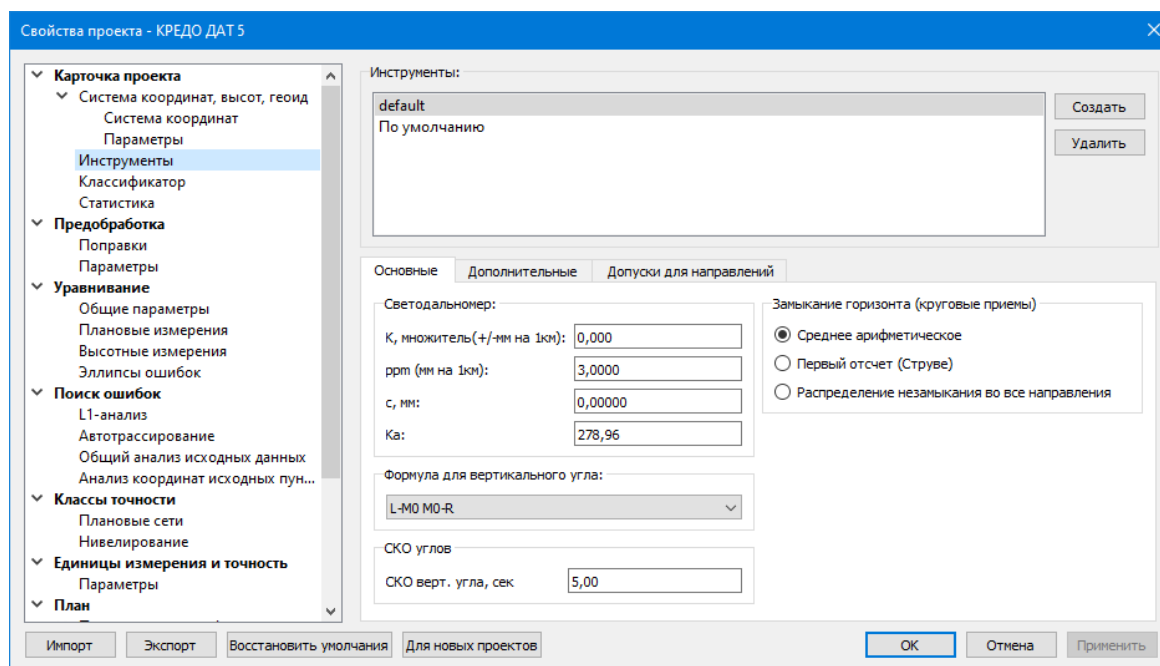 Свойства проекта - КРЕДО ДАТ 5
Карточка проекта
Система координат, высот, геоид
Система координат
Параметры
Инструменты
Классификатор
Статистика
Предобработка
Поправки
Параметры
Уравнивание
Общие параметры
Плановые измерения
Высотные измерения
Эллипсы ошибок
Поиск ошибок
L1-анализ
Автотрассирование
Общий анализ исходных данных
Анализ координат исходных пун...
Классы точности
Плановые сети
Нивелирование
Единицы измерения и точность
Параметры
План
Инструменты:
default
По умолчанию
Создать
Удалить
Основные Дополнительные Допуски для направлений
Светодальномер:
К, множитель(+/-мм на 1км): 0,000
ppm (мм на 1км): 3,0000
с, мм: 0,00000
Ка: 278,96
Формула для вертикального угла:
L-M0 M0-R
СКО углов
СКО верт. угла, сек 5,00
Замыкание горизонта (круговые приемы)
Среднее арифметическое
Первый отсчет (Струве)
Распределение незамыкания во все направления
Импорт Экспорт Восстановить умолчания Для новых проектов OK Отмена Применить